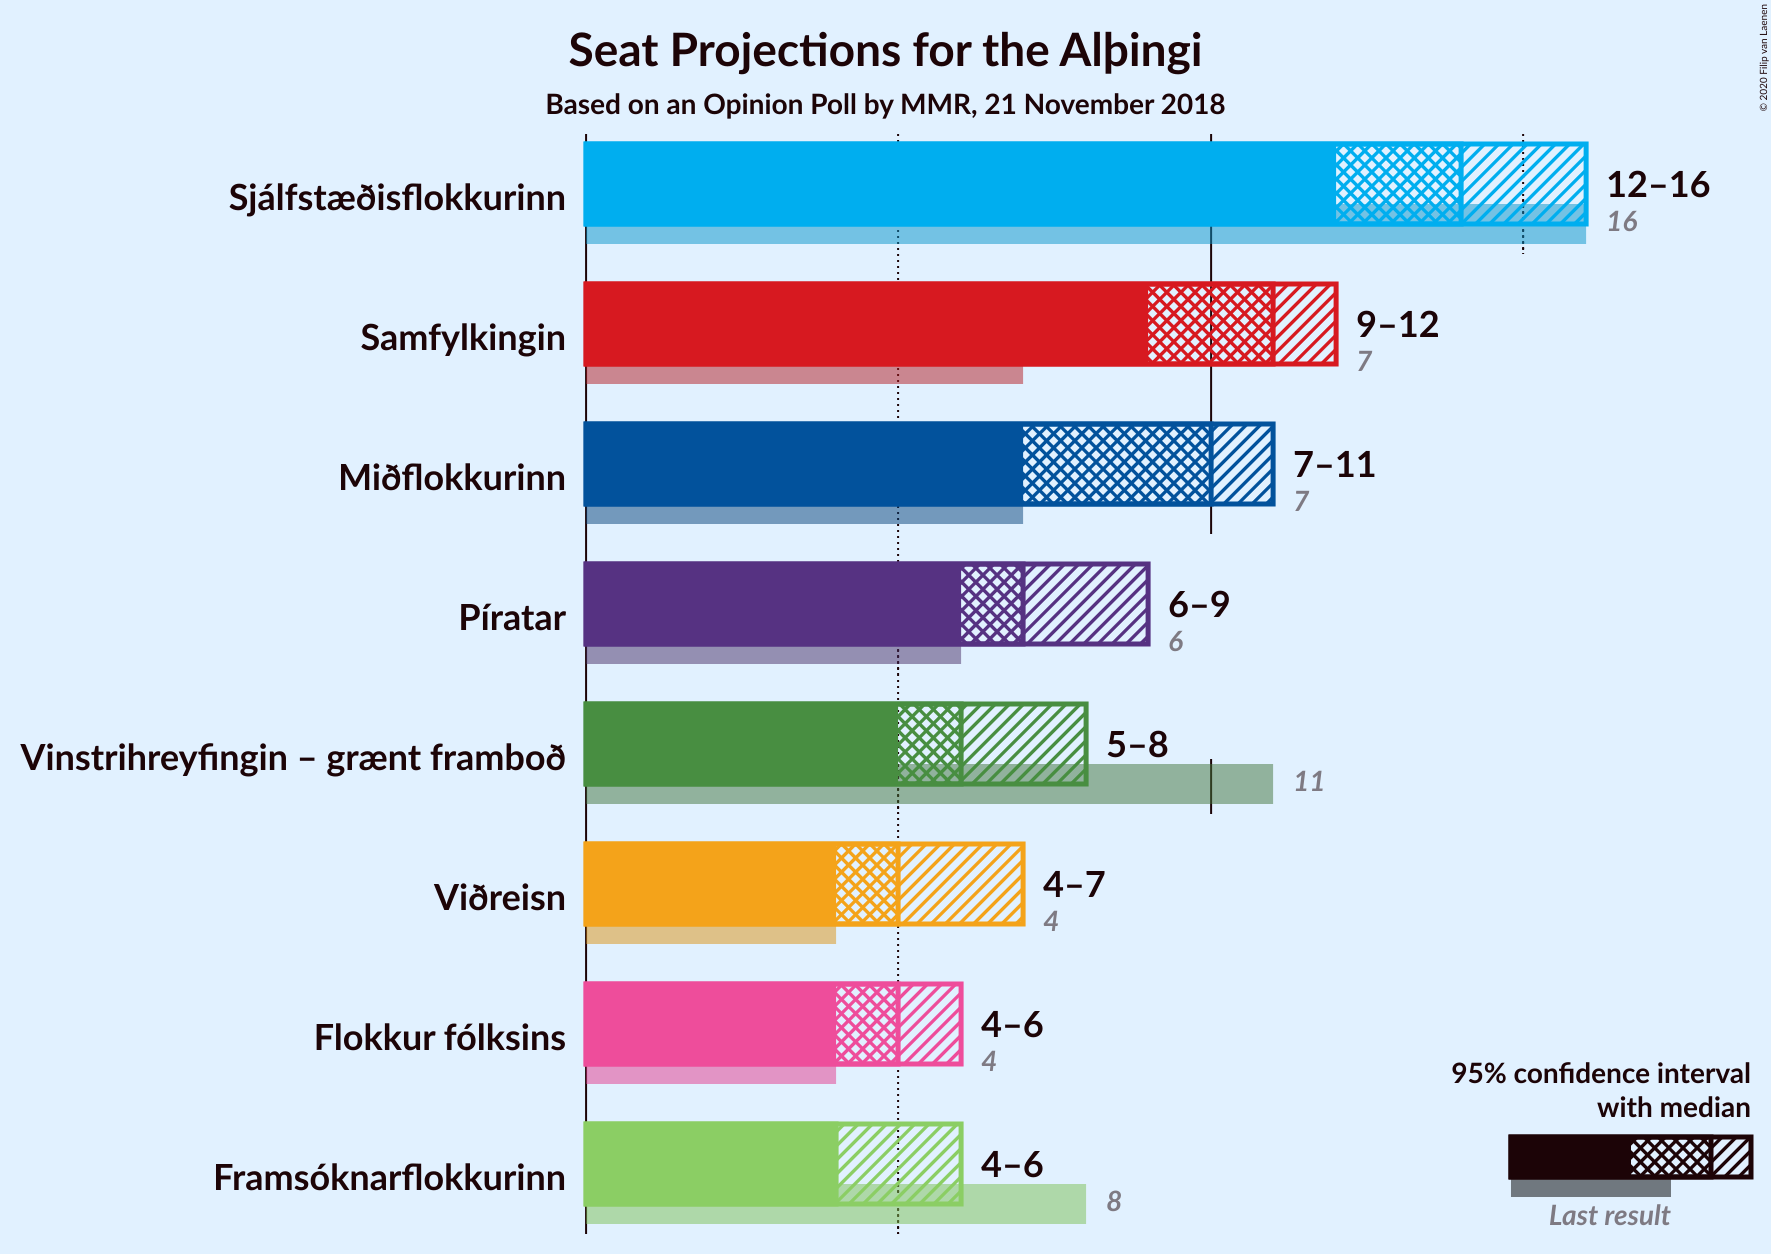 Seat Projections for the Alþingi
Based on an Opinion Poll by MMR, 21 November 2018
© 2020 Filip van Laenen
Sjálfstæðisflokkurinn
12–16
16
Samfylkingin
9–12
7
Miðflokkurinn
7–11
7
Píratar
6–9
6
Vinstrihreyfingin – grænt framboð
5–8
11
Viðreisn
4–7
4
Flokkur fólksins
4–6
4
Framsóknarflokkurinn
4–6
8
95% confidence interval
with median
Last result